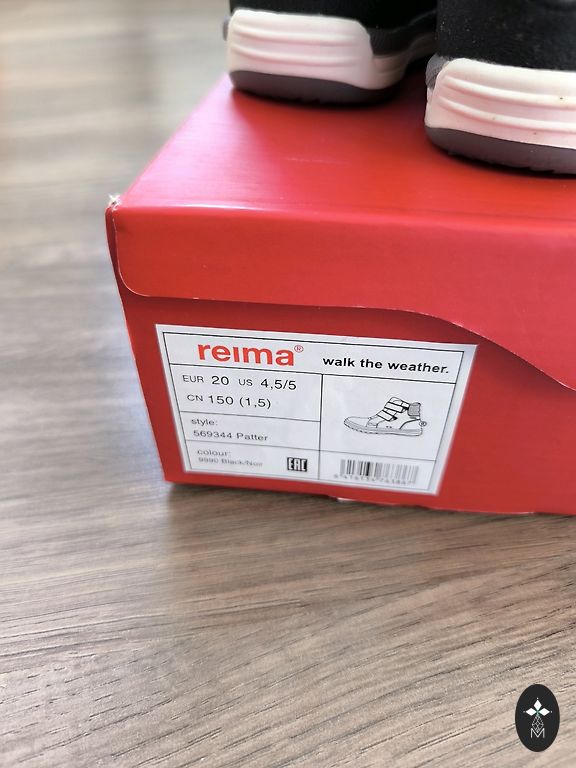 reima®
walk the weather.
EUR 20 US 4,5/5
CN 150 (1,5)
style:
569344 Patter
colour:
9990 Black/Noir
EAC
M